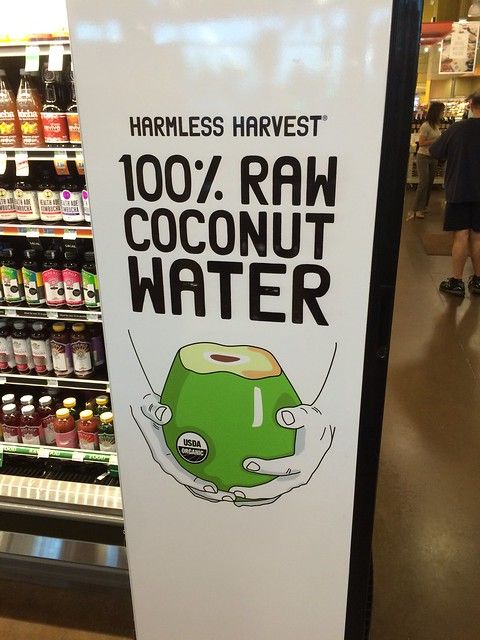 HARMLESS HARVEST®
100% RAW
COCONUT
WATER
USDA
ORGANIC